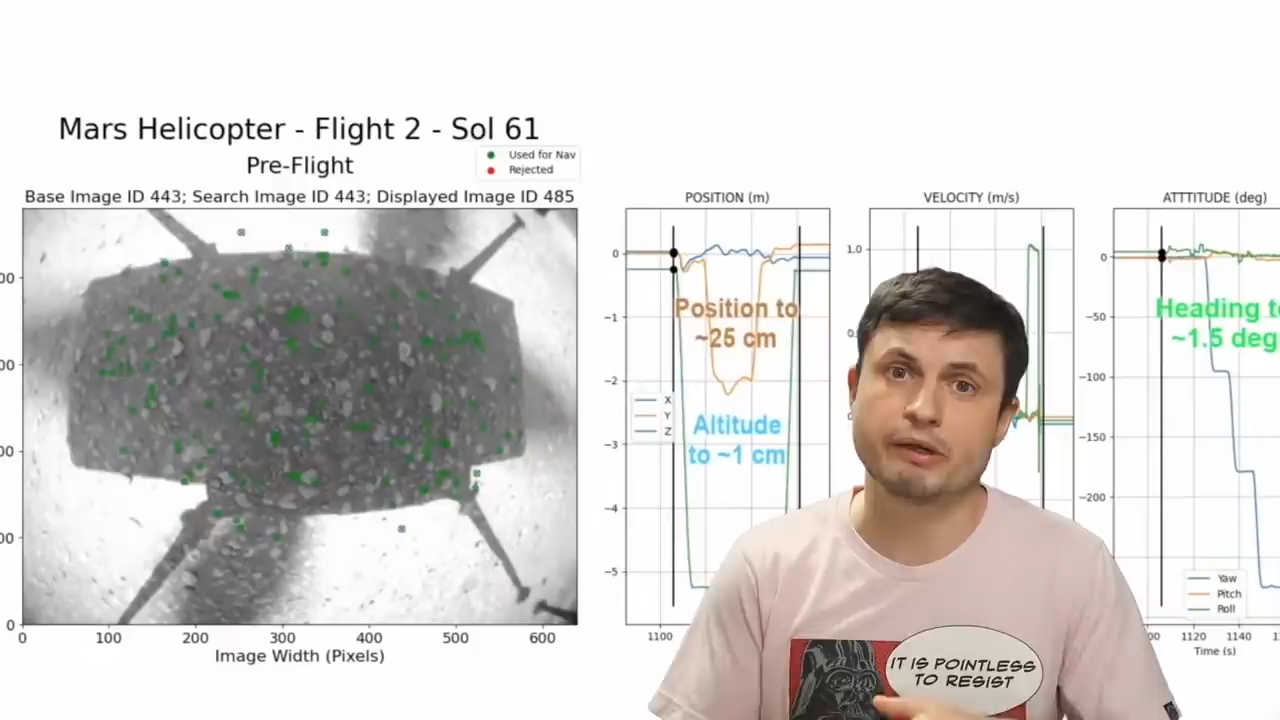 Mars Helicopter - Flight 2 - Sol 61
Pre-Flight
Used for Nav
Rejected
Base Image ID 443; Search Image ID 443; Displayed Image ID 485
0
0
100
200
300
400
500
600
Image Width (Pixels)
POSITION (m)
0
−1
−2
−3
−4
−5
Position to
~25 cm
X
Y
Z
Altitude
to ~1 cm
1100
VELOCITY (m/s)
1.0
ATTTITUDE (deg)
0
−50
−100
−150
−200
Heading to
~1.5 deg
Yaw
Pitch
Roll
1120
1140
Time (s)
IT IS POINTLESS
TO RESIST